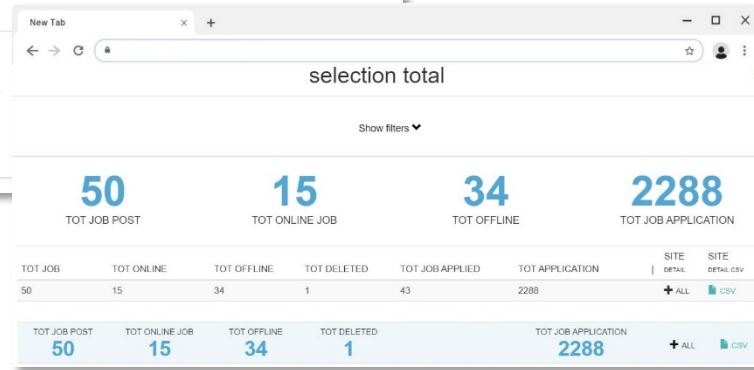 New Tab
selection total
Show filters
50 15 34 2288
TOT JOB POST TOT ONLINE JOB TOT OFFLINE TOT JOB APPLICATION
SITE SITE
TOT JOB TOT ONLINE TOT OFFLINE TOT DELETED TOT JOB APPLIED TOT APPLICATION | DETAIL DETAIL CSV
50 15 34 1 43 2288 ALL CSV
TOT JOB POST TOT ONLINE JOB TOT OFFLINE TOT DELETED TOT JOB APPLICATION
50 15 34 1 2288 ALL CSV